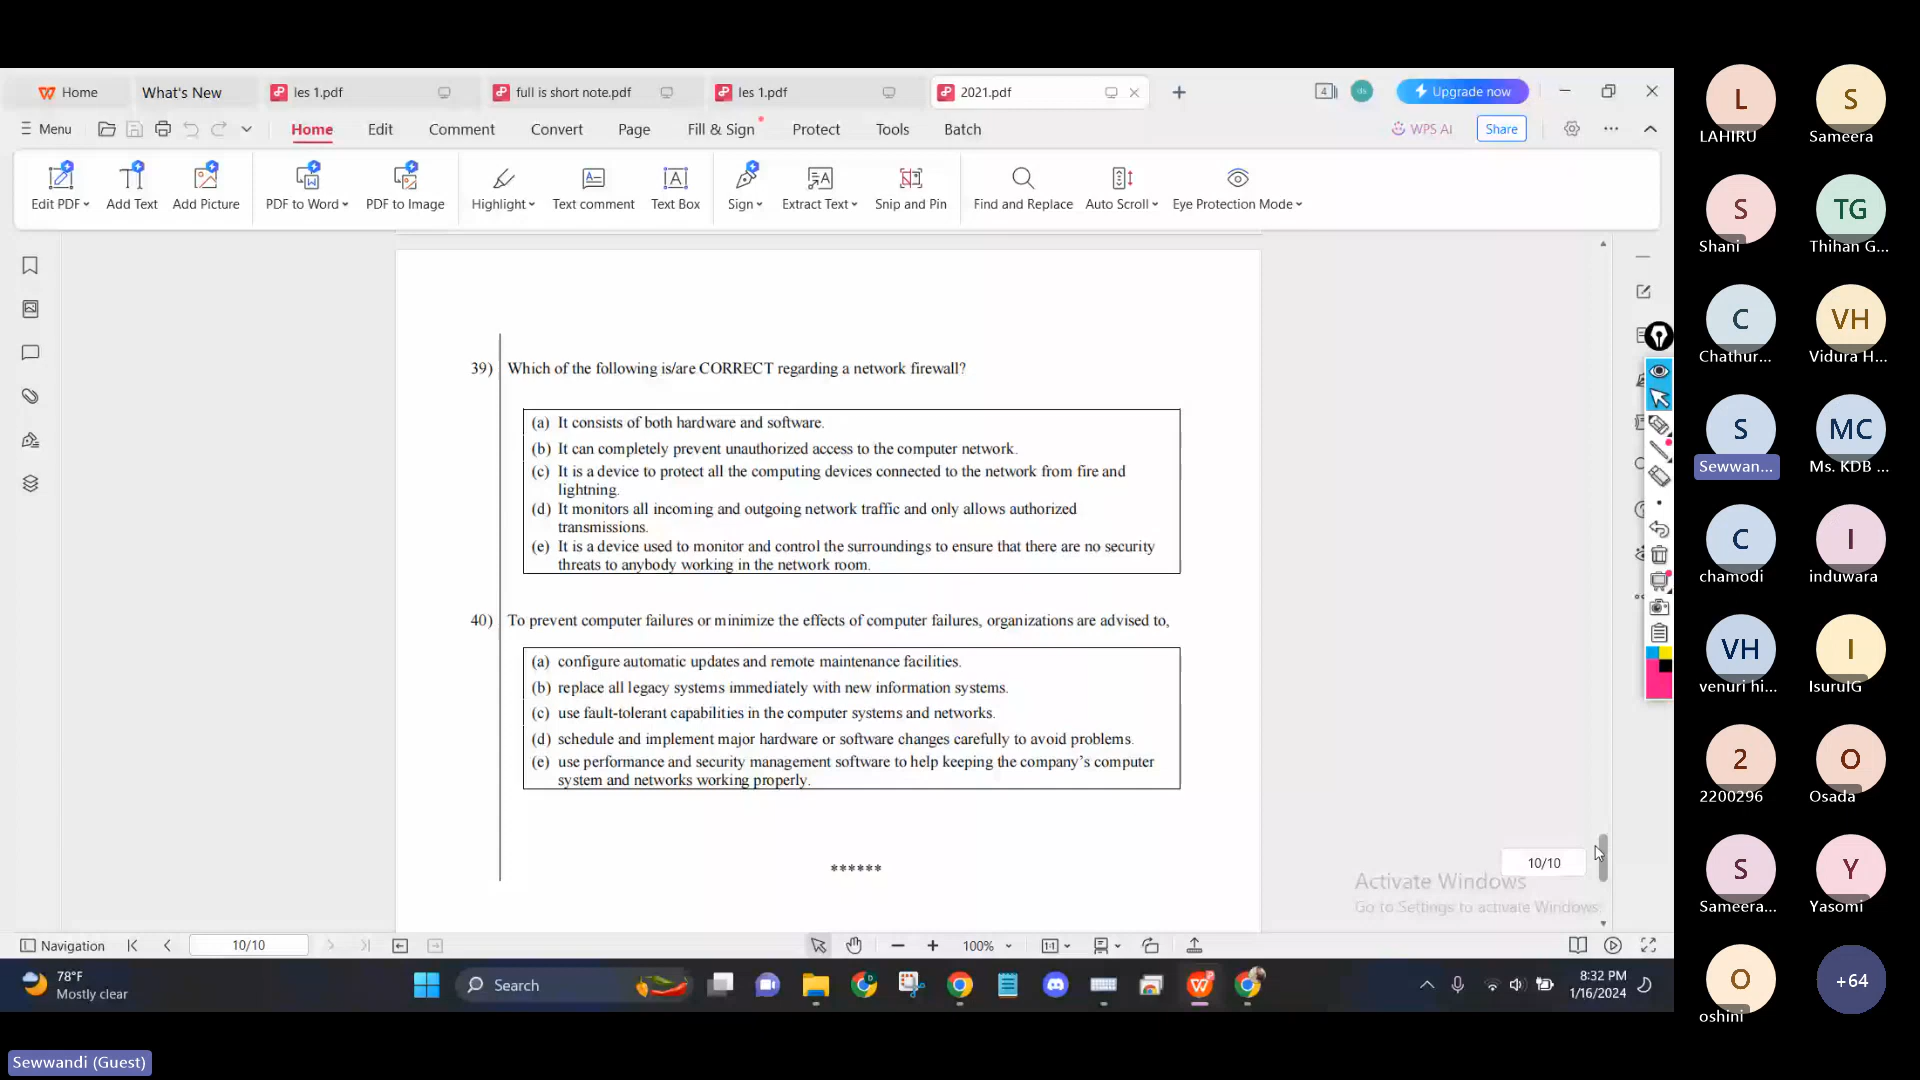 Home
What's New
les 1.pdf
full is short note.pdf
les 1.pdf
2021.pdf
4
Upgrade now
Menu
Home
Edit
Comment
Convert
Page
Fill & Sign
Protect
Tools
Batch
WPS AI
Share
Edit PDF
Add Text
Add Picture
PDF to Word
PDF to Image
Highlight
Text comment
Text Box
Sign
Extract Text
Snip and Pin
Find and Replace
Auto Scroll
Eye Protection Mode
39) Which of the following is/are CORRECT regarding a network firewall?
(a) It consists of both hardware and software.
(b) It can completely prevent unauthorized access to the computer network.
(c) It is a device to protect all the computing devices connected to the network from fire and
lightning.
(d) It monitors all incoming and outgoing network traffic and only allows authorized
transmissions.
(e) It is a device used to monitor and control the surroundings to ensure that there are no security
threats to anybody working in the network room.
40) To prevent computer failures or minimize the effects of computer failures, organizations are advised to,
(a) configure automatic updates and remote maintenance facilities.
(b) replace all legacy systems immediately with new information systems.
(c) use fault-tolerant capabilities in the computer systems and networks.
(d) schedule and implement major hardware or software changes carefully to avoid problems.
(e) use performance and security management software to help keeping the company's computer
system and networks working properly.
******
10/10
Activate Windows
Go to Settings to activate Windows.
Navigation
10/10
100%
78°F
Mostly clear
Search
8:32 PM
1/16/2024
L
LAHIRU
S
Sameera
S
Shani
TG
Thihan G...
C
Chathur...
VH
Vidura H...
S
Sewwan...
MC
Ms. KDB ...
C
chamodi
I
induwara
VH
venuri hi...
I
IsuruIG
2
2200296
O
Osada
S
Sameera...
Y
Yasomi
O
oshini
+64
Sewwandi (Guest)